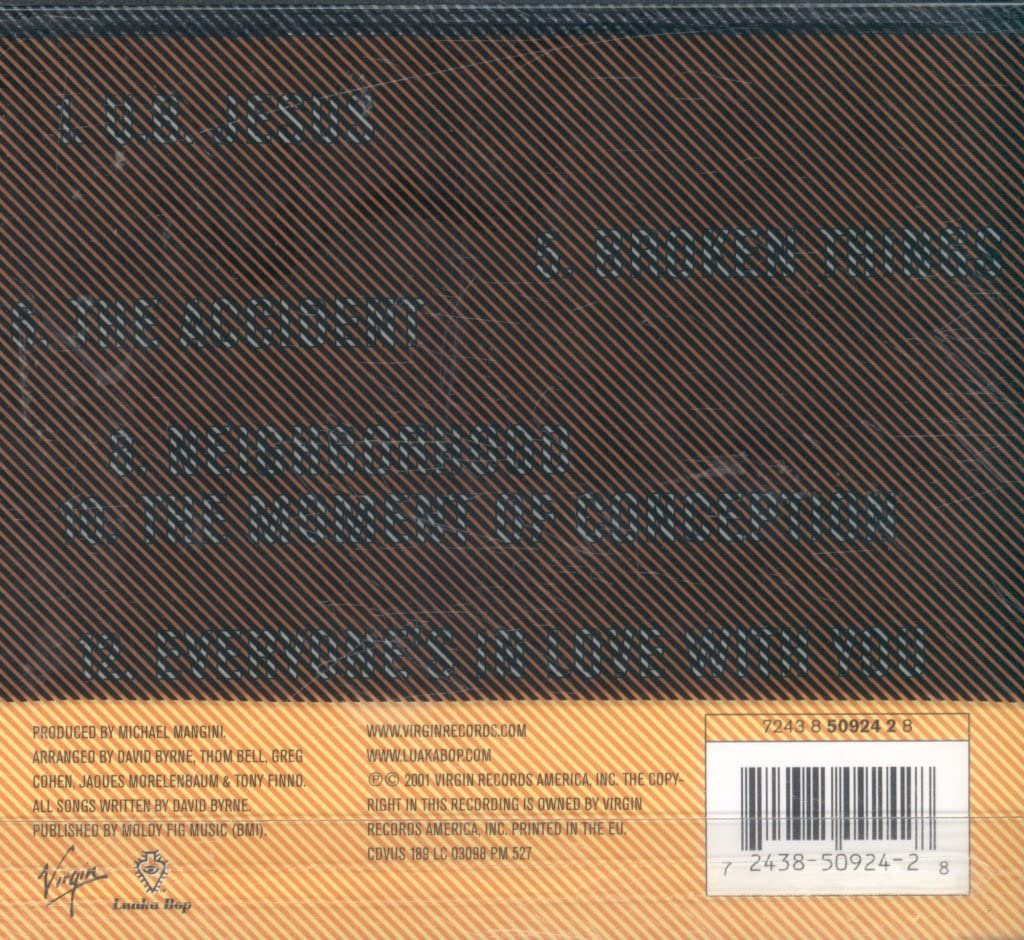 1. U.B. JESUS
5. BROKEN THINGS
6. THE ACCIDENT
8. NEIGHBORHOOD
10. THE MOMENT OF CONCEPTION
12. EVERYONE'S IN LOVE WITH YOU
PRODUCED BY MICHAEL MANGINI.
ARRANGED BY DAVID BYRNE, THOM BELL, GREG
COHEN, JAQUES MORELENBAUM & TONY FINNO.
ALL SONGS WRITTEN BY DAVID BYRNE.
PUBLISHED BY MOLDY FIG MUSIC (BMI).
Virgin
Luaka Bop
WWW.VIRGINRECORDS.COM
WWW.LUAKABOP.COM
℗© 2001 VIRGIN RECORDS AMERICA, INC. THE COPY-
RIGHT IN THIS RECORDING IS OWNED BY VIRGIN
RECORDS AMERICA, INC. PRINTED IN THE EU.
CDVUS 189 LC 03098 PM 527
7243 8 50924 2 8
7 2438-50924-2 8